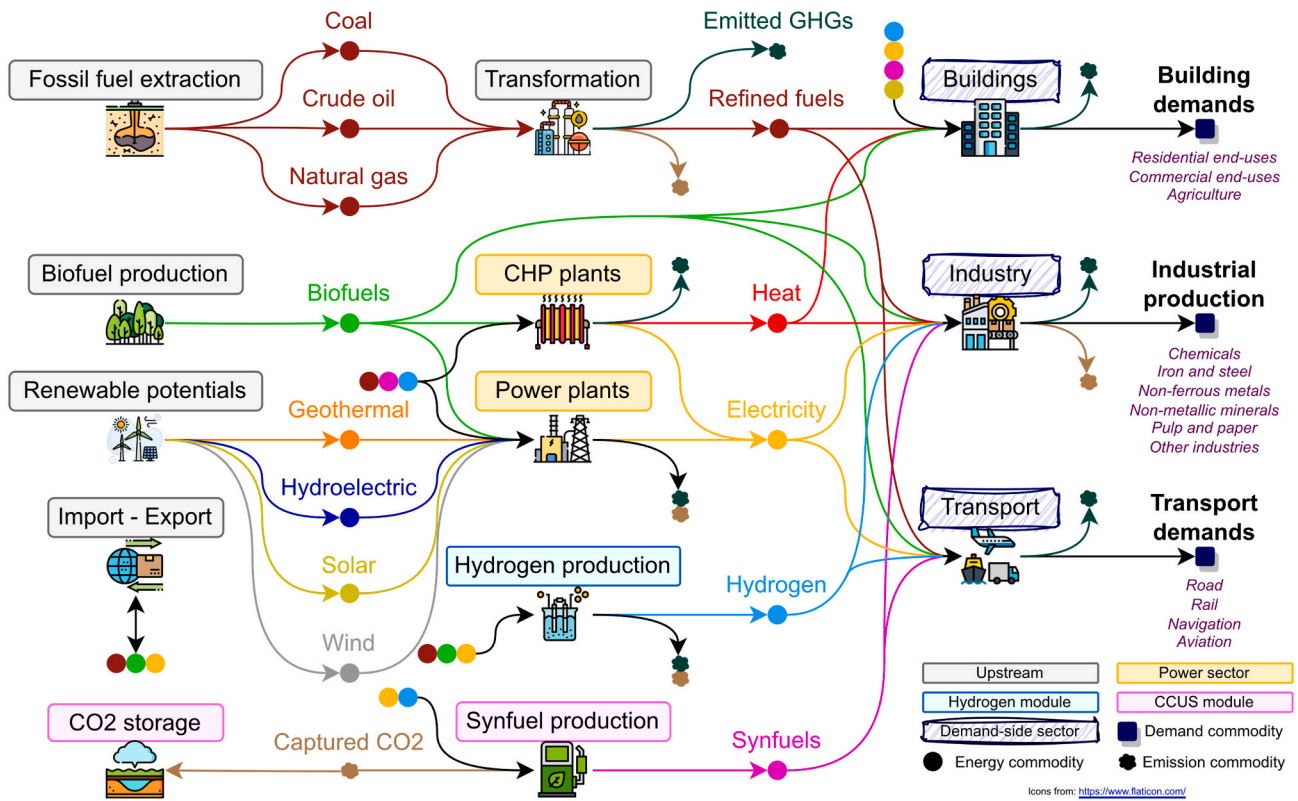 Coal
Emitted GHGs
Fossil fuel extraction
Transformation
Buildings
Building
demands
Crude oil
Refined fuels
Natural gas
Residential end-uses
Commercial end-uses
Agriculture
Biofuel production
CHP plants
Industry
Industrial
production
Biofuels
Heat
Chemicals
Iron and steel
Non-ferrous metals
Non-metallic minerals
Pulp and paper
Other industries
Renewable potentials
Geothermal
Power plants
Electricity
Hydroelectric
Import - Export
Transport
Transport
demands
Solar
Hydrogen production
Hydrogen
Road
Rail
Navigation
Aviation
Wind
CO2 storage
Captured CO2
Synfuel production
Synfuels
Upstream
Power sector
Hydrogen module
CCUS module
Demand-side sector
Demand commodity
Energy commodity
Emission commodity
Icons from: https://www.flaticon.com/